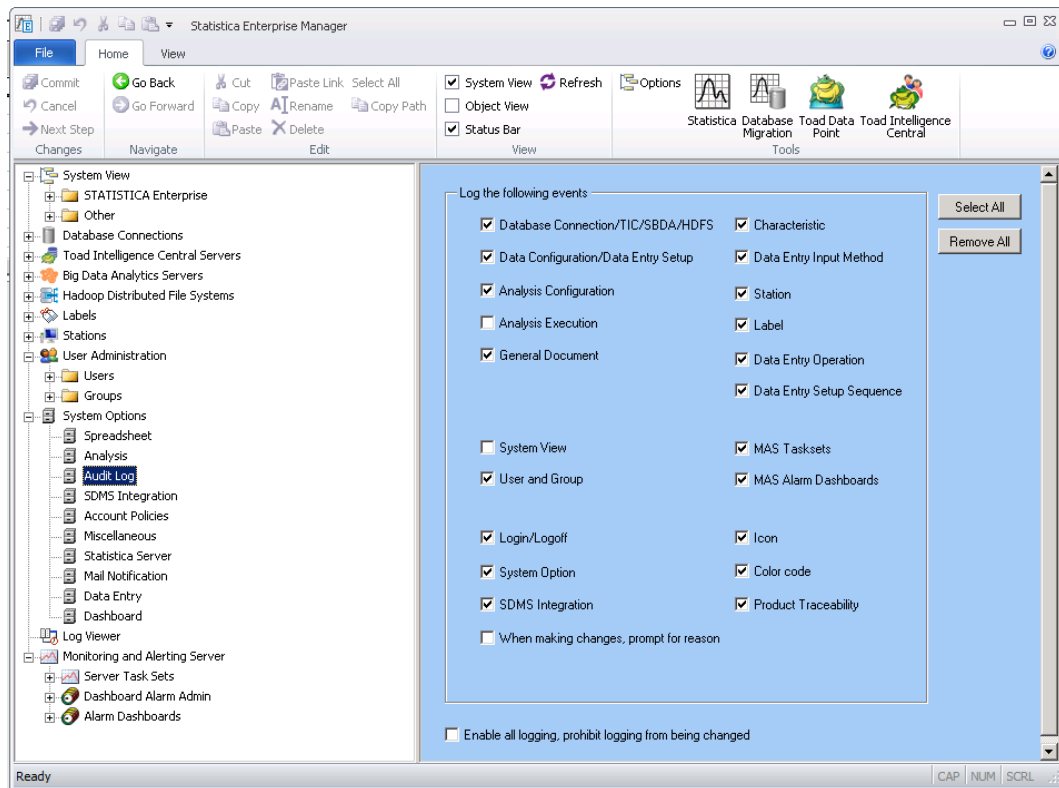 Statistica Enterprise Manager
File Home View
Commit Go Back Cut Paste Link Select All System View Refresh Options
Cancel Go Forward Copy Rename Copy Path Object View
Next Step Paste Delete Status Bar
Statistica Database Migration Toad Data Point Toad Intelligence Central
Changes Navigate Edit View Tools
System View
STATISTICA Enterprise
Other
Database Connections
Toad Intelligence Central Servers
Big Data Analytics Servers
Hadoop Distributed File Systems
Labels
Stations
User Administration
Users
Groups
System Options
Spreadsheet
Analysis
Audit Log
SDMS Integration
Account Policies
Miscellaneous
Statistica Server
Mail Notification
Data Entry
Dashboard
Log Viewer
Monitoring and Alerting Server
Server Task Sets
Dashboard Alarm Admin
Alarm Dashboards
Log the following events
Database Connection/TIC/SBDA/HDFS
Data Configuration/Data Entry Setup
Analysis Configuration
Analysis Execution
General Document
System View
User and Group
Login/Logoff
System Option
SDMS Integration
When making changes, prompt for reason
Characteristic
Data Entry Input Method
Station
Label
Data Entry Operation
Data Entry Setup Sequence
MAS Tasksets
MAS Alarm Dashboards
Icon
Color code
Product Traceability
Select All
Remove All
Enable all logging, prohibit logging from being changed
Ready CAP NUM SCRL